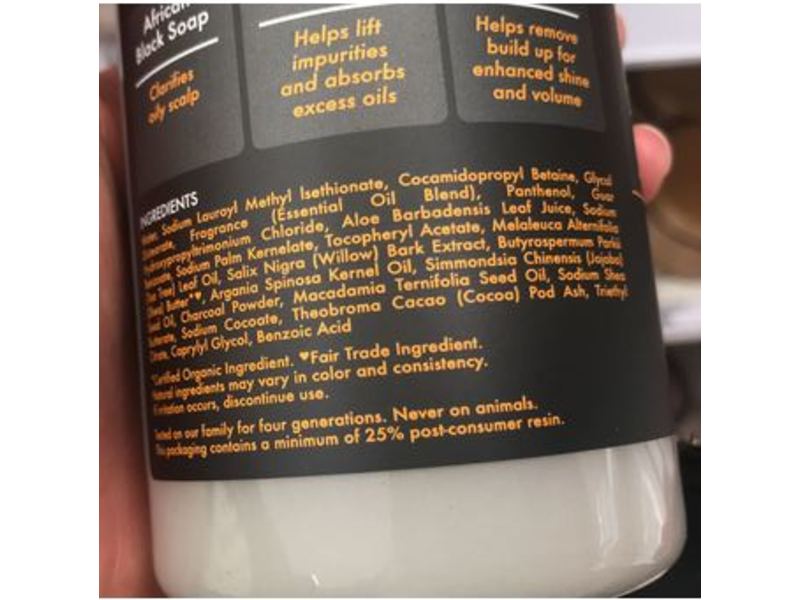 African
Black Soap
Clarifies
oily scalp
Helps lift
impurities
and absorbs
excess oils
Helps remove
build up for
enhanced shine
and volume
INGREDIENTS
Sodium Lauroyl Methyl Isethionate, Cocamidopropyl Betaine, Glycol
Fragrance (Essential Oil Blend), Panthenol, Guar
Hydroxypropyltrimonium Chloride, Aloe Barbadensis Leaf Juice, Sodium
Sodium Palm Kernelate, Tocopheryl Acetate, Melaleuca Alternifolia
(Tea Tree) Leaf Oil, Salix Nigra (Willow) Bark Extract, Butyrospermum Parkii
(Shea) Butter*♥, Argania Spinosa Kernel Oil, Simmondsia Chinensis (Jojoba)
Seed Oil, Charcoal Powder, Macadamia Ternifolia Seed Oil, Sodium Shea
Butterate, Sodium Cocoate, Theobroma Cacao (Cocoa) Pod Ash, Triethyl
Citrate, Caprylyl Glycol, Benzoic Acid
*Certified Organic Ingredient. ♥Fair Trade Ingredient.
Natural ingredients may vary in color and consistency.
If irritation occurs, discontinue use.
Tested on our family for four generations. Never on animals.
This packaging contains a minimum of 25% post-consumer resin.